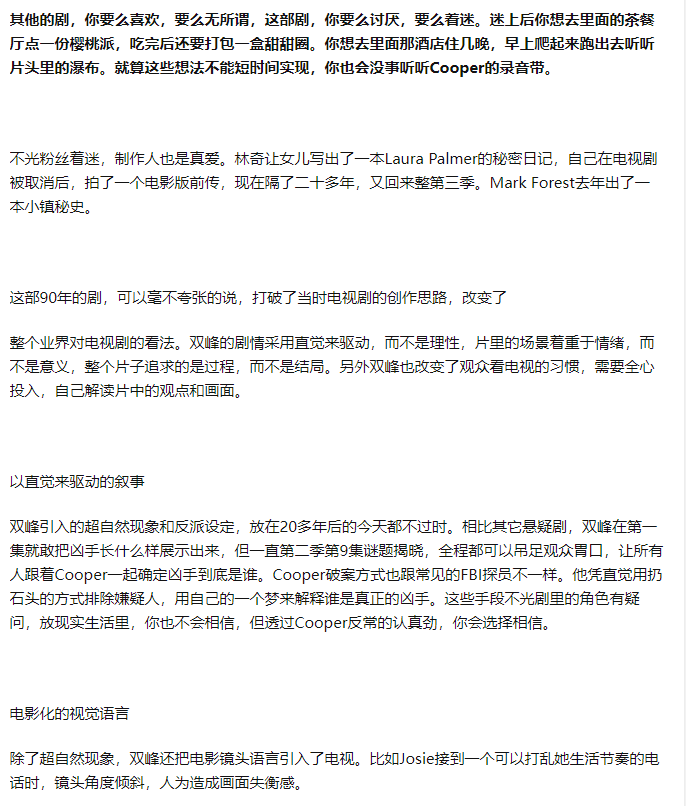 其他的剧，你要么喜欢，要么无所谓，这部剧，你要么讨厌，要么着迷。迷上后你想去里面的茶餐
厅点一份樱桃派，吃完后还要打包一盒甜甜圈。你想去里面那酒店住几晚，早上爬起来跑出去听听
片头里的瀑布。就算这些想法不能短时间实现，你也会没事听听Cooper的录音带。
不光粉丝着迷，制作人也是真爱。林奇让女儿写出了一本Laura Palmer的秘密日记，自己在电视剧
被取消后，拍了一个电影版前传，现在隔了二十多年，又回来整第三季。Mark Forest去年出了一
本小镇秘史。
这部90年的剧，可以毫不夸张的说，打破了当时电视剧的创作思路，改变了
整个业界对电视剧的看法。双峰的剧情采用直觉来驱动，而不是理性，片里的场景着重于情绪，而
不是意义，整个片子追求的是过程，而不是结局。另外双峰也改变了观众看电视的习惯，需要全心
投入，自己解读片中的观点和画面。
以直觉来驱动的叙事
双峰引入的超自然现象和反派设定，放在20多年后的今天都不过时。相比其它悬疑剧，双峰在第一
集就敢把凶手长什么样展示出来，但一直第二季第9集谜题揭晓，全程都可以吊足观众胃口，让所有
人跟着Cooper一起确定凶手到底是谁。Cooper破案方式也跟常见的FBI探员不一样。他凭直觉用扔
石头的方式排除嫌疑人，用自己的一个梦来解释谁是真正的凶手。这些手段不光剧里的角色有疑
问，放现实生活里，你也不会相信，但透过Cooper反常的认真劲，你会选择相信。
电影化的视觉语言
除了超自然现象，双峰还把电影镜头语言引入了电视。比如Josie接到一个可以打乱她生活节奏的电
话时，镜头角度倾斜，人为造成画面失衡感。